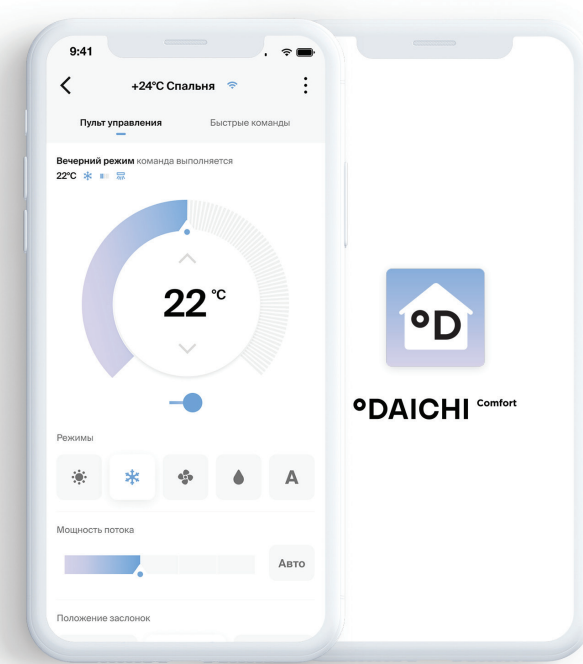 9:41
+24°C Спальня
Пульт управления
Быстрые команды
Вечерний режим команда выполняется
22°C
22 °C
Режимы
A
Мощность потока
Авто
Положение заслонок
°D
°DAICHI Comfort